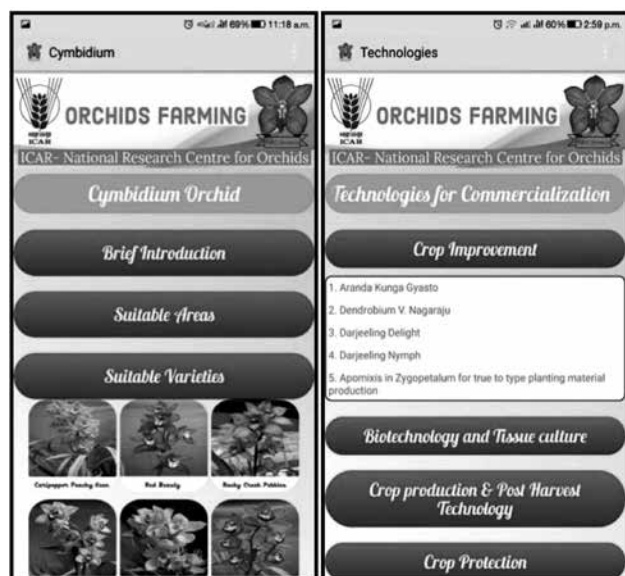 69% 11:18 a.m.
Cymbidium
ICAR
ORCHIDS FARMING
ICAR- National Research Centre for Orchids
Cymbidium Orchid
Brief Introduction
Suitable Areas
Suitable Varieties
Red Beauty
60% 2:59 p.m.
Technologies
ICAR
ORCHIDS FARMING
ICAR- National Research Centre for Orchids
Technologies for Commercialization
Crop Improvement
1. Aranda Kunga Gyasto
2. Dendrobium V. Nagaraju
3. Darjeeling Delight
4. Darjeeling Nymph
5. Apomixis in Zygopetalum for true to type planting material
production
Biotechnology and Tissue culture
Crop production & Post Harvest
Technology
Crop Protection